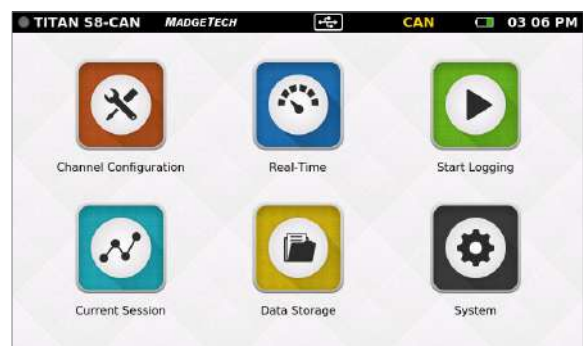 TITAN S8-CAN MADGETECH CAN 03 06 PM
Channel Configuration Real-Time Start Logging
Current Session Data Storage System